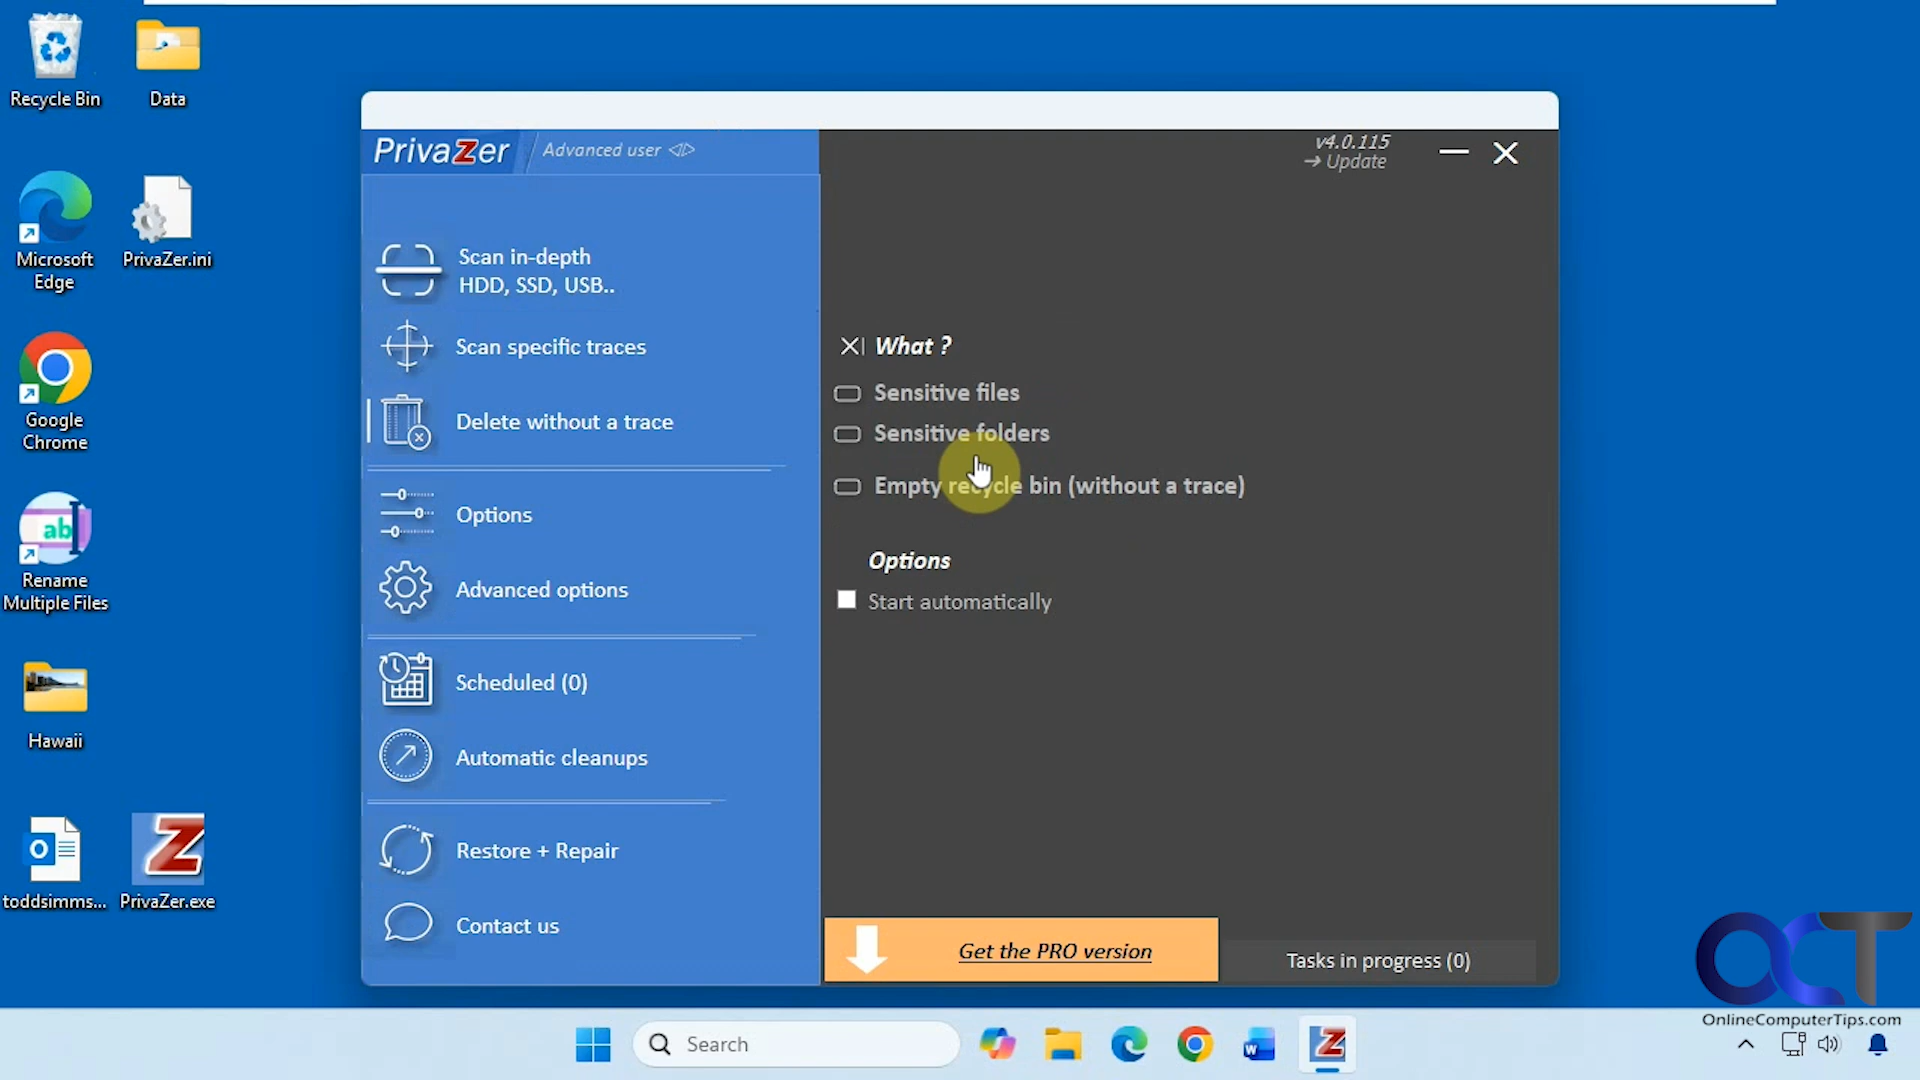 Recycle Bin
Data
Microsoft
Edge
PrivaZer.ini
Google
Chrome
ab
Rename
Multiple Files
Hawaii
toddsimms...
PrivaZer.exe
PrivaZer
Advanced user
v4.0.115
→ Update
Scan in-depth
HDD, SSD, USB..
Scan specific traces
Delete without a trace
Options
Advanced options
Scheduled (0)
Automatic cleanups
Restore + Repair
Contact us
What ?
Sensitive files
Sensitive folders
Empty recycle bin (without a trace)
Options
Start automatically
Get the PRO version
Tasks in progress (0)
OCT
OnlineComputerTips.com
Search